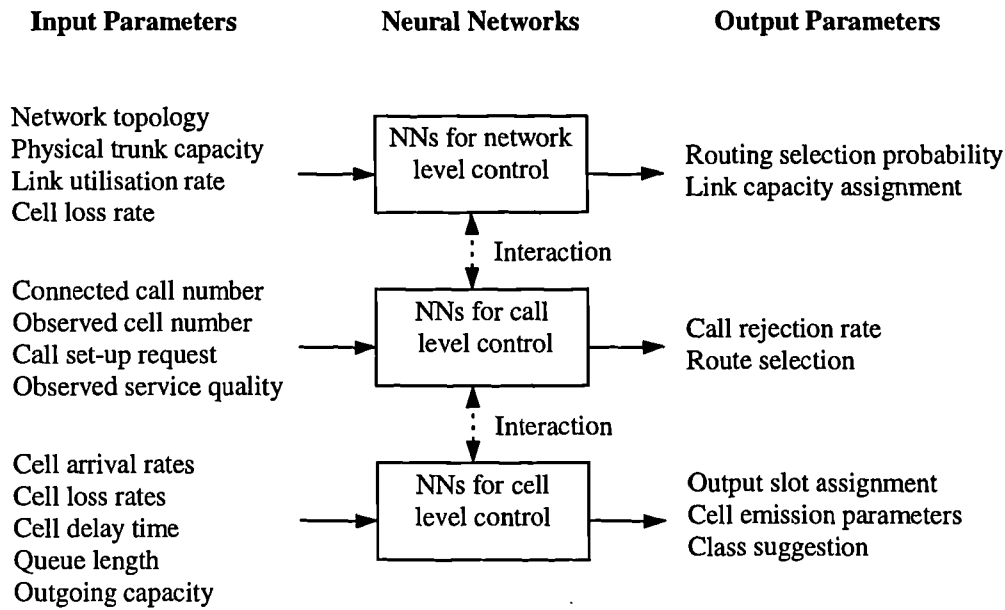 Input Parameters
Neural Networks
Output Parameters
Network topology
Physical trunk capacity
Link utilisation rate
Cell loss rate
NNs for network
level control
Routing selection probability
Link capacity assignment
Interaction
Connected call number
Observed cell number
Call set-up request
Observed service quality
NNs for call
level control
Call rejection rate
Route selection
Interaction
Cell arrival rates
Cell loss rates
Cell delay time
Queue length
Outgoing capacity
NNs for cell
level control
Output slot assignment
Cell emission parameters
Class suggestion